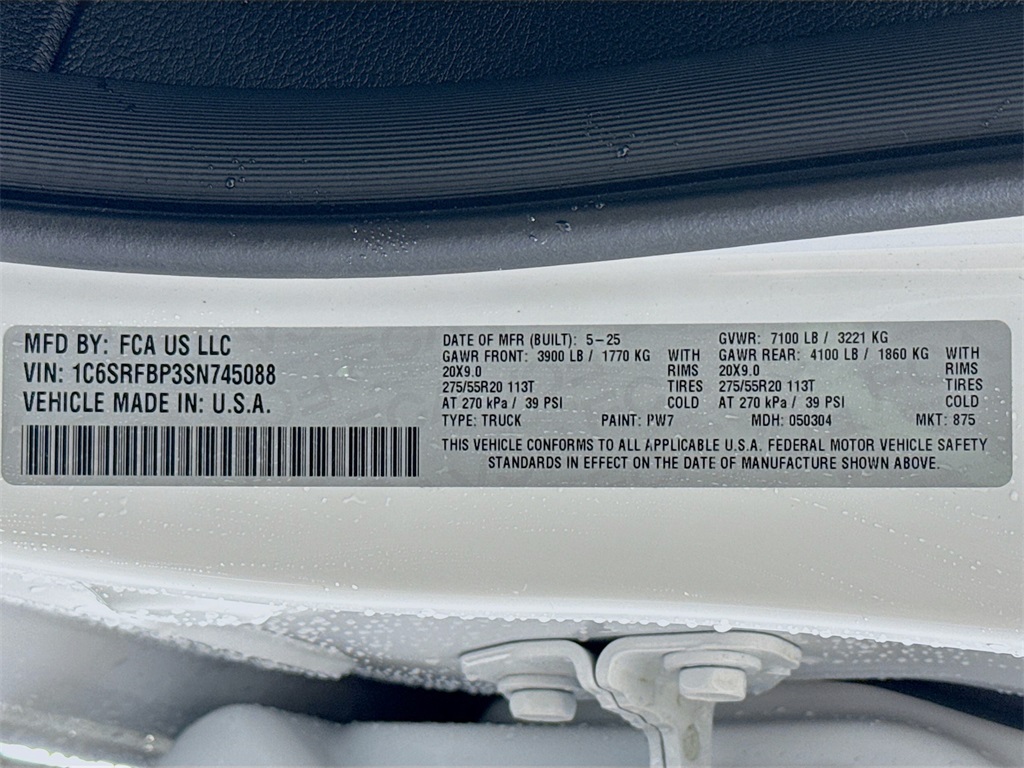 MFD BY: FCA US LLC
VIN: 1C6SRFBP3SN745088
VEHICLE MADE IN: U.S.A.
DATE OF MFR (BUILT): 5-25
GAWR FRONT: 3900 LB / 1770 KG WITH
20X9.0 RIMS
275/55R20 113T TIRES
AT 270 kPa / 39 PSI COLD
GVWR: 7100 LB / 3221 KG
GAWR REAR: 4100 LB / 1860 KG WITH
20X9.0 RIMS
275/55R20 113T TIRES
AT 270 kPa / 39 PSI COLD
TYPE: TRUCK PAINT: PW7 MDH: 050304 MKT: 875
THIS VEHICLE CONFORMS TO ALL APPLICABLE U.S.A. FEDERAL MOTOR VEHICLE SAFETY
STANDARDS IN EFFECT ON THE DATE OF MANUFACTURE SHOWN ABOVE.